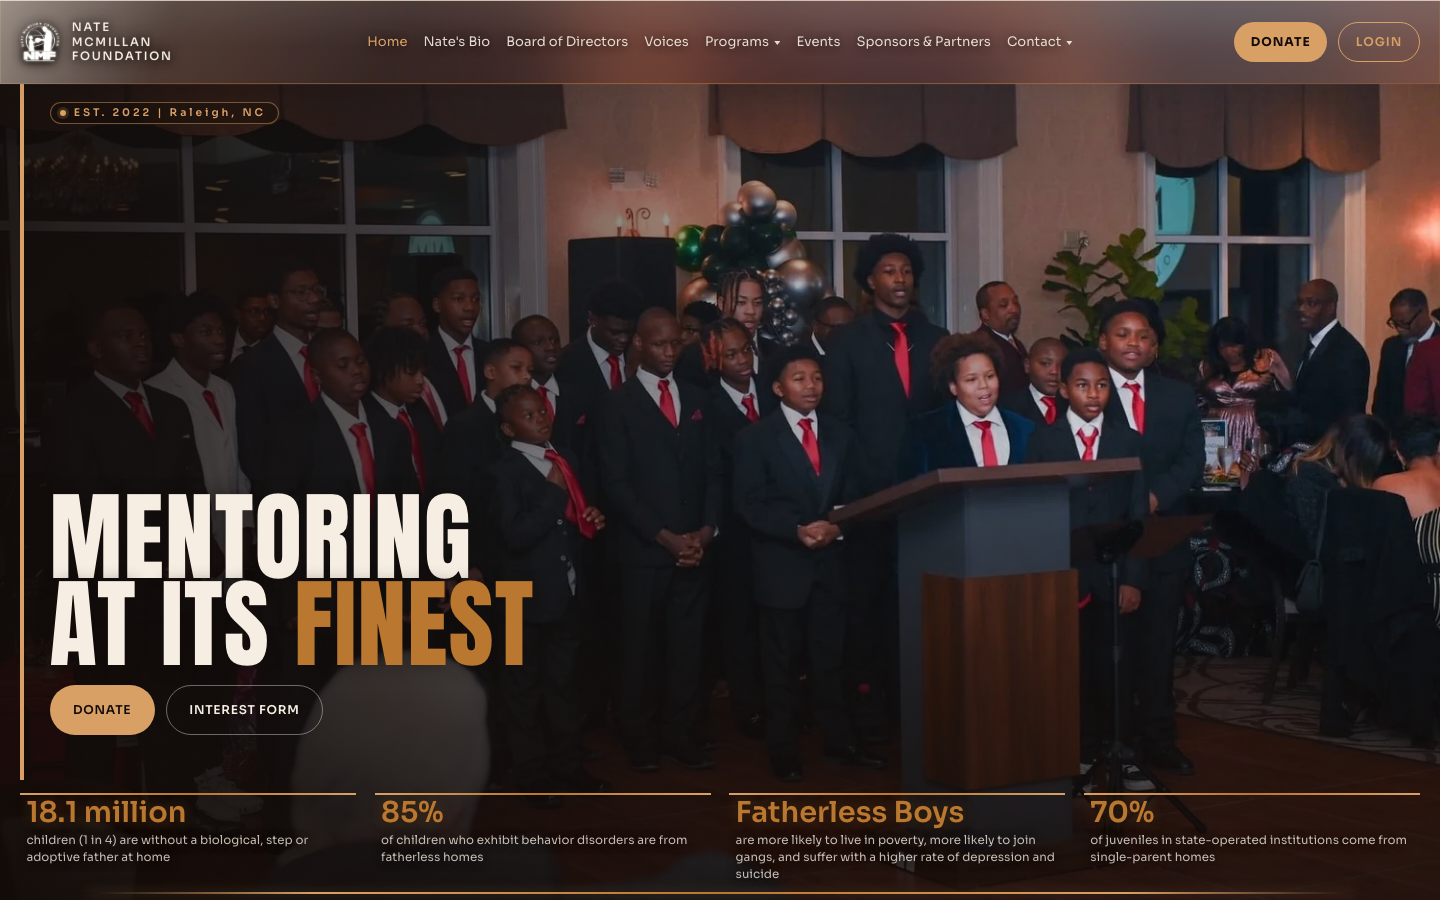 NATE
MCMILLAN
FOUNDATION
Home
Nate's Bio
Board of Directors
Voices
Programs
Events
Sponsors & Partners
Contact
DONATE
LOGIN
EST. 2022 | Raleigh, NC
MENTORING
AT ITS FINEST
DONATE
INTEREST FORM
18.1 million
children (1 in 4) are without a biological, step or
adoptive father at home
85%
of children who exhibit behavior disorders are from
fatherless homes
Fatherless Boys
are more likely to live in poverty, more likely to join
gangs, and suffer with a higher rate of depression and
suicide
70%
of juveniles in state-operated institutions come from
single-parent homes